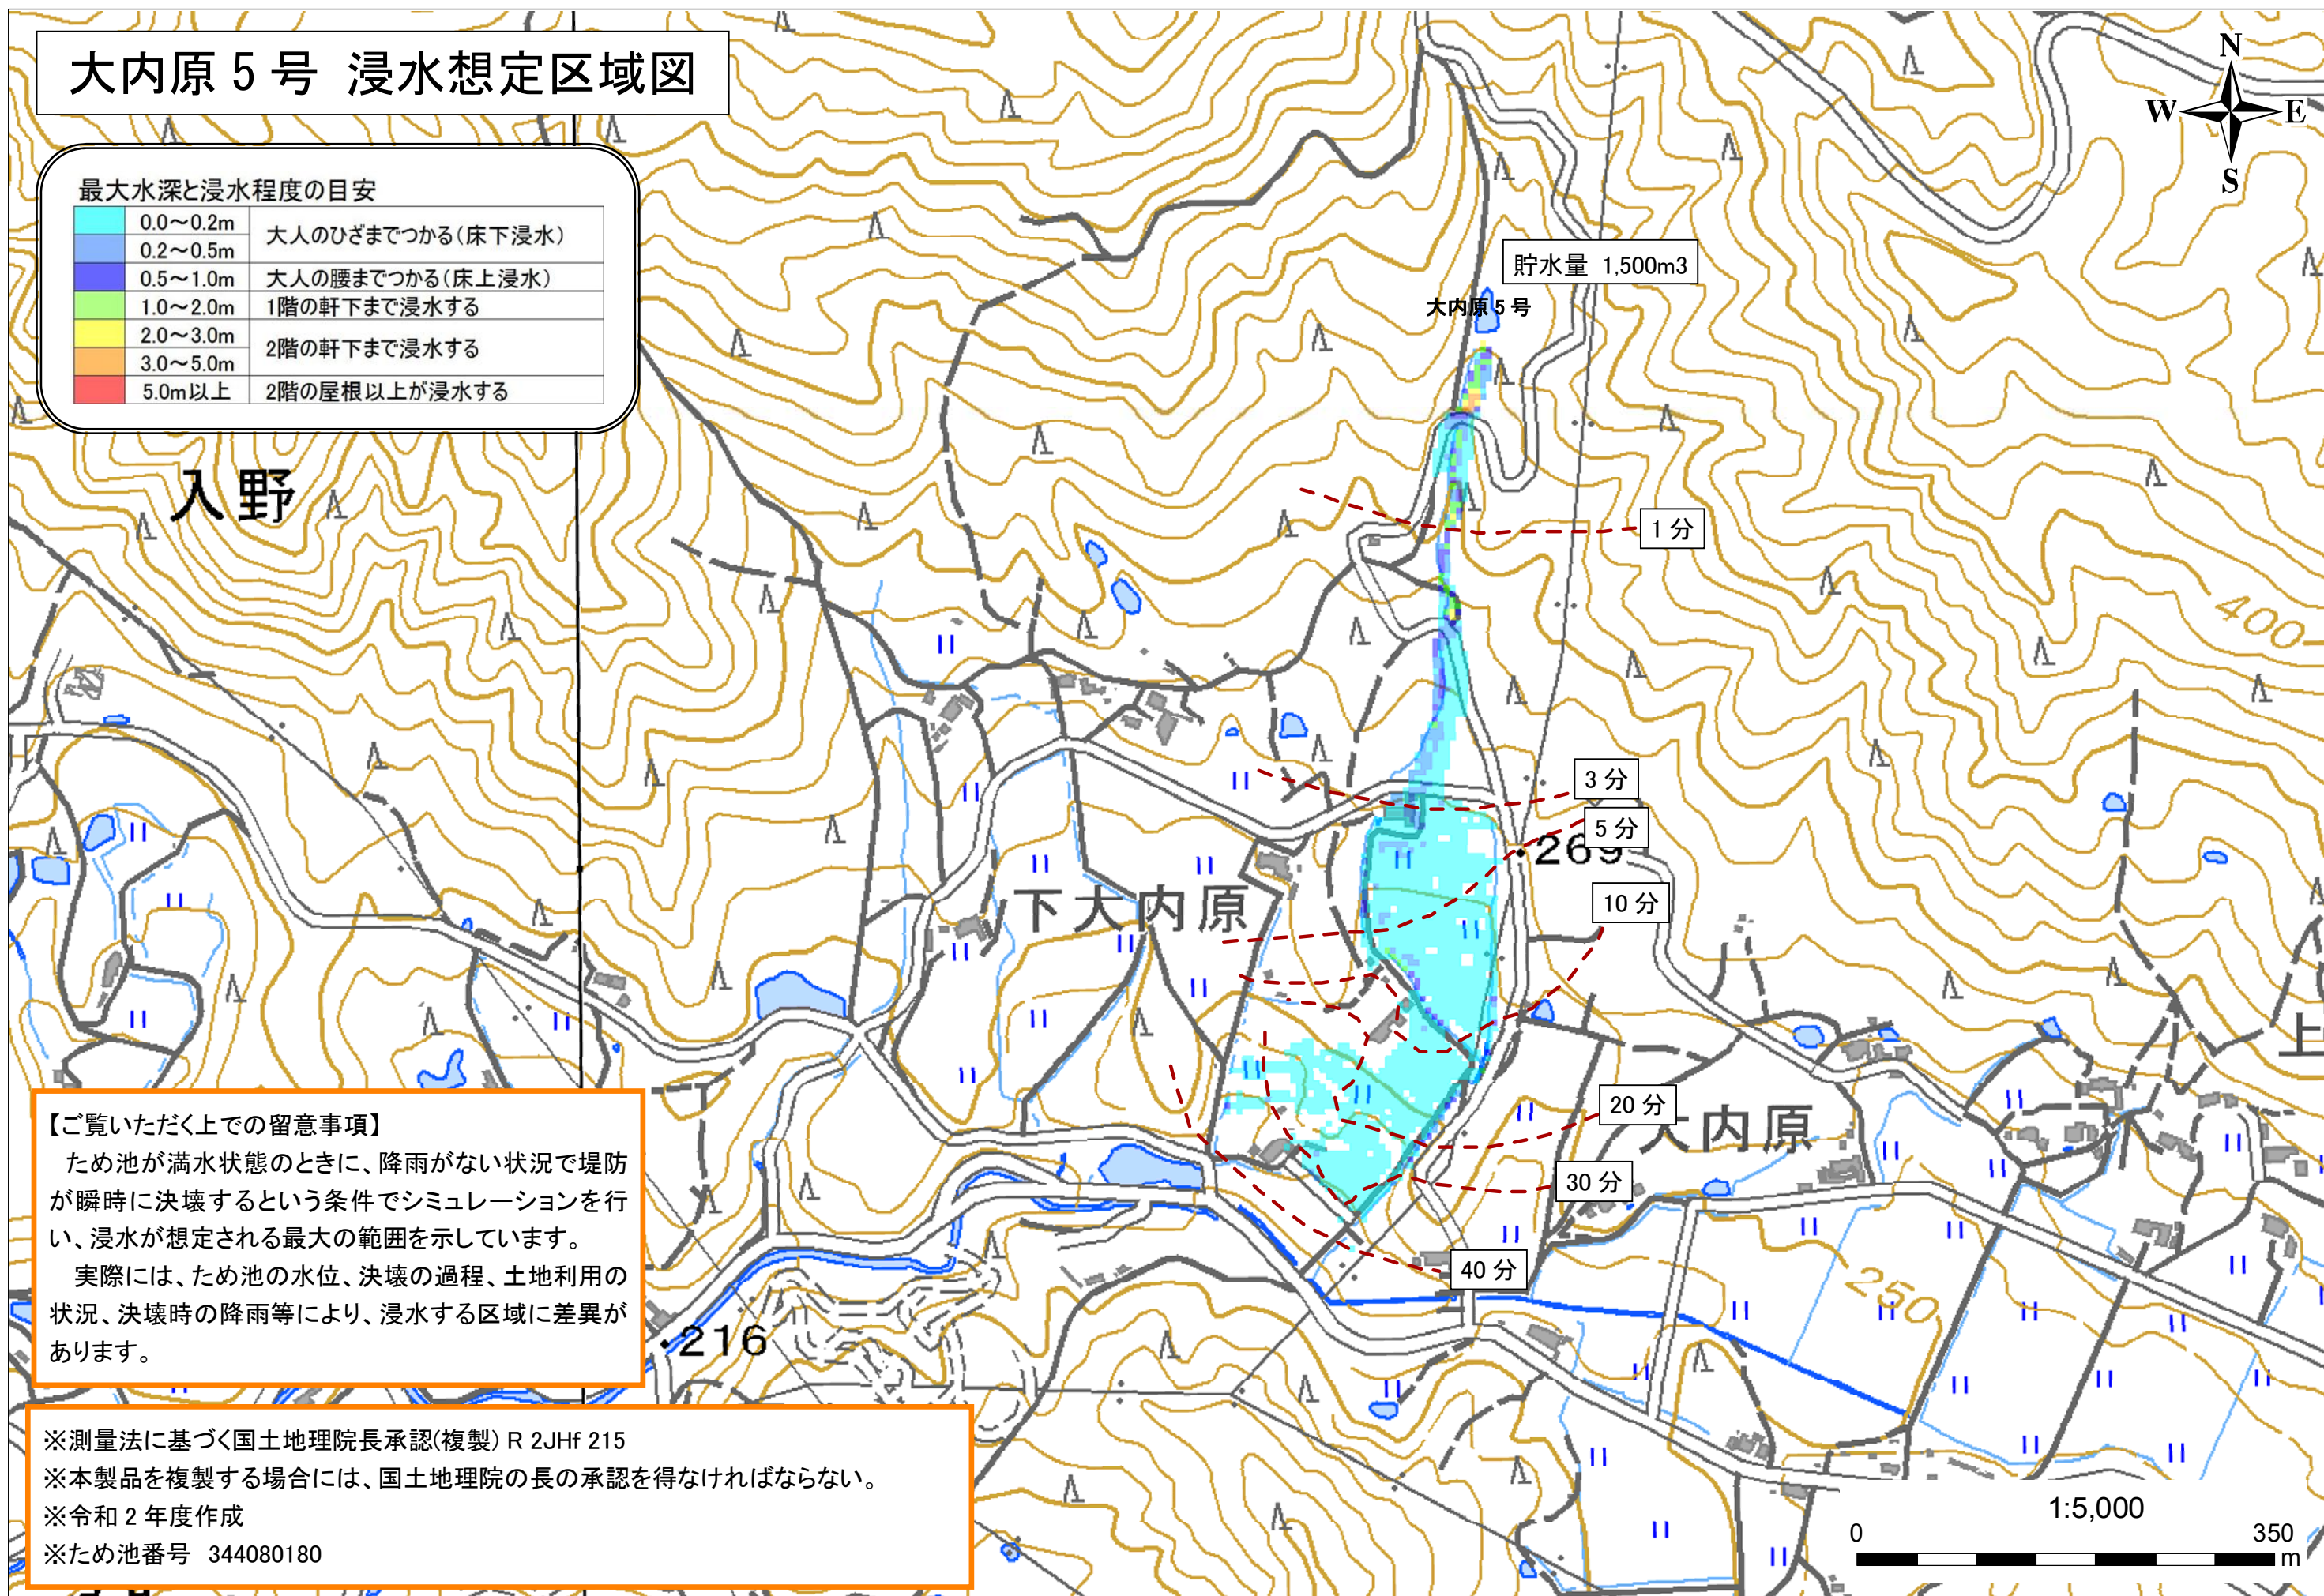 大内原5号 浸水想定区域図
N
W E
S
最大水深と浸水程度の目安
0.0～0.2m
大人のひざまでつかる(床下浸水)
0.2～0.5m
0.5～1.0m 大人の腰までつかる(床上浸水)
1.0～2.0m 1階の軒下まで浸水する
2.0～3.0m
2階の軒下まで浸水する
3.0～5.0m
5.0m以上 2階の屋根以上が浸水する
貯水量 1,500m3
大内原5号
入野
1分
400
3分
5分
269
下大内原
10分
上
20分
大内原
30分
40分
250
216
【ご覧いただく上での留意事項】
ため池が満水状態のときに、降雨がない状況で堤防
が瞬時に決壊するという条件でシミュレーションを行
い、浸水が想定される最大の範囲を示しています。
実際には、ため池の水位、決壊の過程、土地利用の
状況、決壊時の降雨等により、浸水する区域に差異が
あります。
※測量法に基づく国土地理院長承認(複製) R 2JHf 215
※本製品を複製する場合には、国土地理院の長の承認を得なければならない。
※令和2年度作成
※ため池番号 344080180
1:5,000
0 350
m